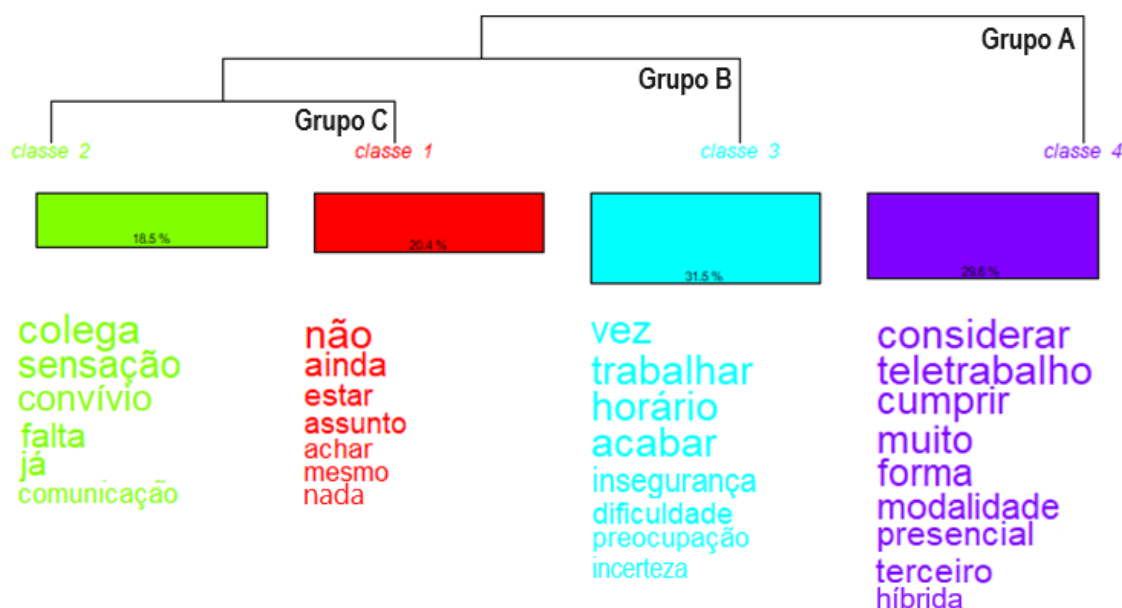 Grupo A
Grupo B
Grupo C
classe 2
classe 1
classe 3
classe 4
18.5 %
20.4 %
31.5 %
29.6 %
colega
sensação
convívio
falta
já
comunicação
não
ainda
estar
assunto
achar
mesmo
nada
vez
trabalhar
horário
acabar
insegurança
dificuldade
preocupação
incerteza
considerar
teletrabalho
cumprir
muito
forma
modalidade
presencial
terceiro
híbrida